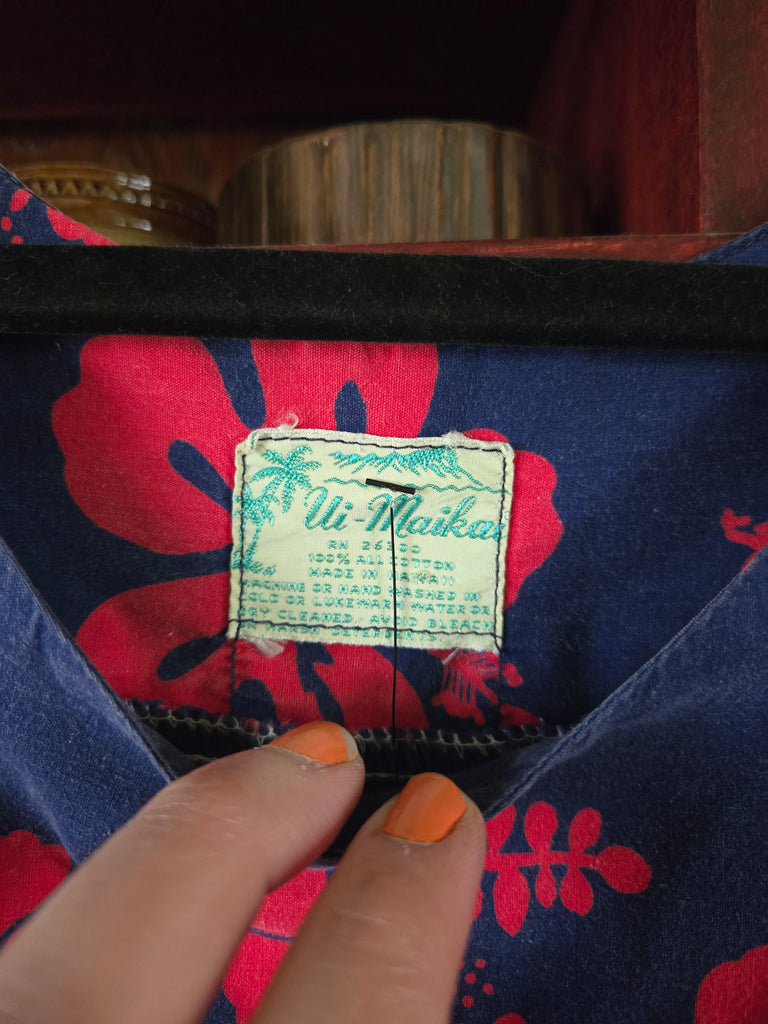 Ui-Maikai
RN
100% ALL COTTON
MADE IN HAWAII
MACHINE OR HAND WASHED IN
COLD OR LUKEWARM WATER OR
DRY CLEANED. AVOID BLEACH